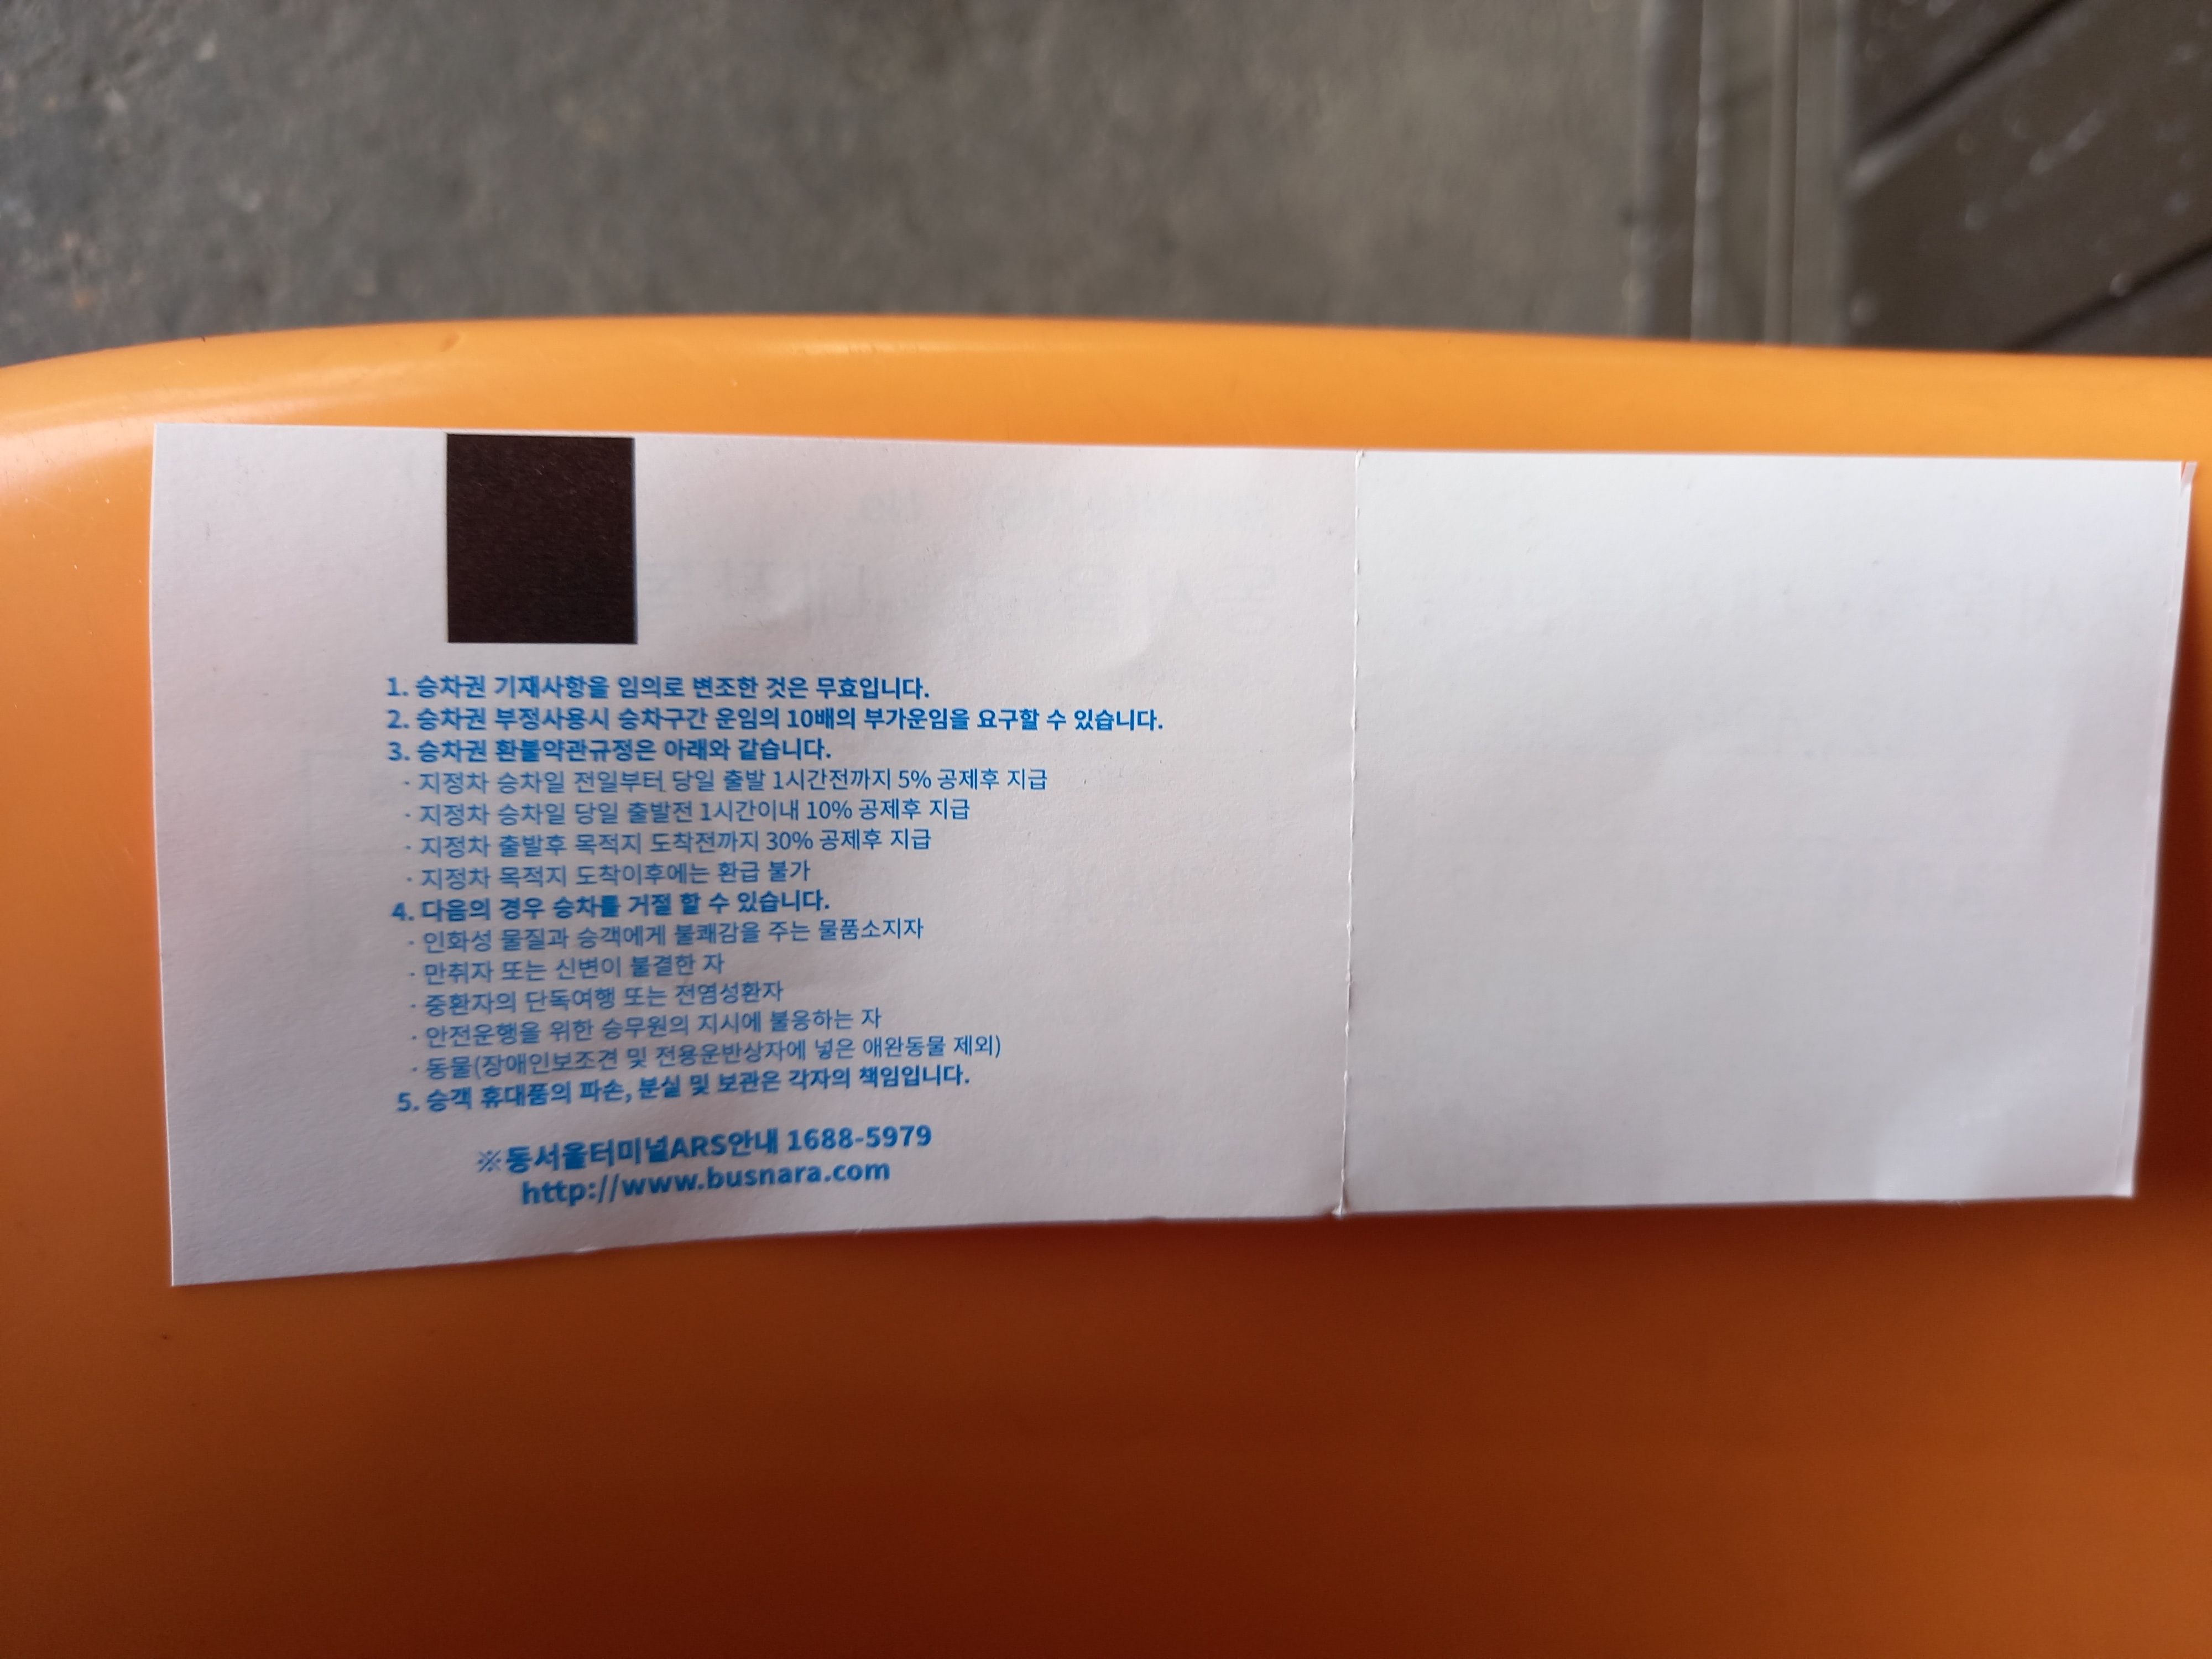 1. 승차권 기재사항을 임의로 변조한 것은 무효입니다.
2. 승차권 부정사용시 승차구간 운임의 10배의 부가운임을 요구할 수 있습니다.
3. 승차권 환불약관규정은 아래와 같습니다.
· 지정차 승차일 전일부터 당일 출발 1시간전까지 5% 공제후 지급
· 지정차 승차일 당일 출발전 1시간이내 10% 공제후 지급
· 지정차 출발후 목적지 도착전까지 30% 공제후 지급
· 지정차 목적지 도착이후에는 환급 불가
4. 다음의 경우 승차를 거절 할 수 있습니다.
· 인화성 물질과 승객에게 불쾌감을 주는 물품소지자
· 만취자 또는 신변이 불결한 자
· 중환자의 단독여행 또는 전염성환자
· 안전운행을 위한 승무원의 지시에 불응하는 자
· 동물(장애인보조견 및 전용운반상자에 넣은 애완동물 제외)
5. 승객 휴대품의 파손, 분실 및 보관은 각자의 책임입니다.
※동서울터미널ARS안내 1688-5979
http://www.busnara.com